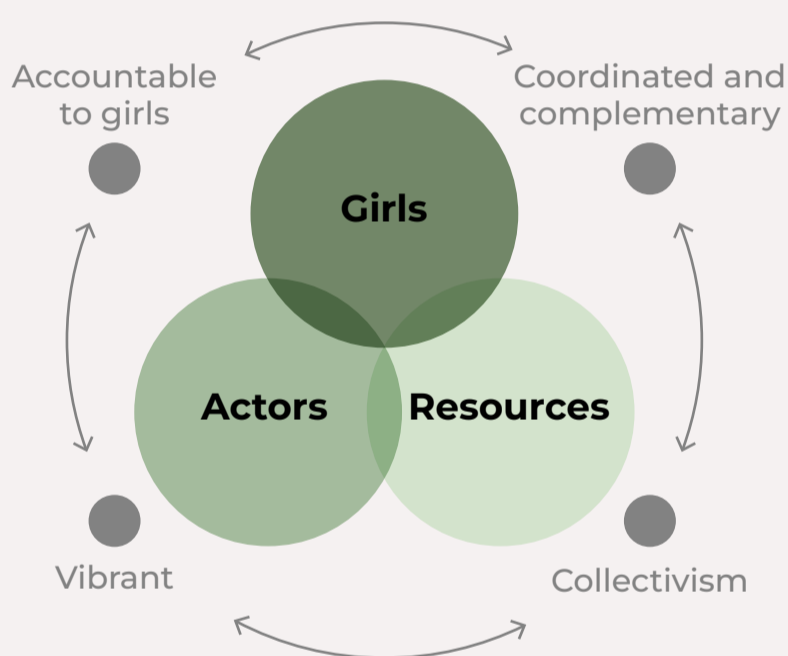 Accountable
to girls
Coordinated and
complementary
Girls
Actors
Resources
Vibrant
Collectivism